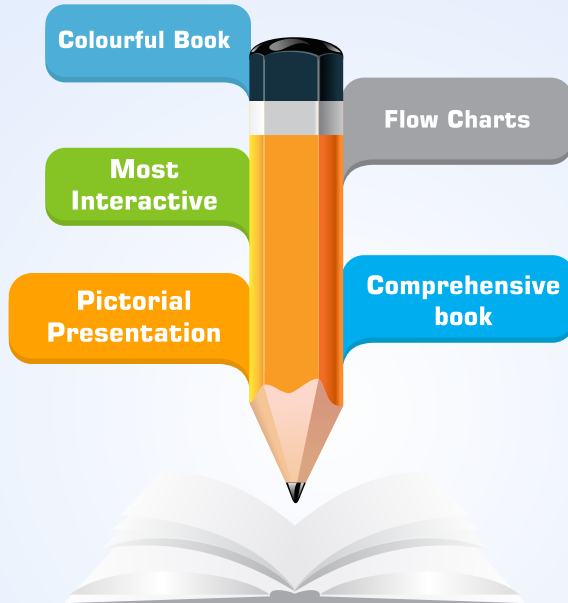 Colourful Book
Flow Charts
Most
Interactive
Pictorial
Presentation
Comprehensive
book